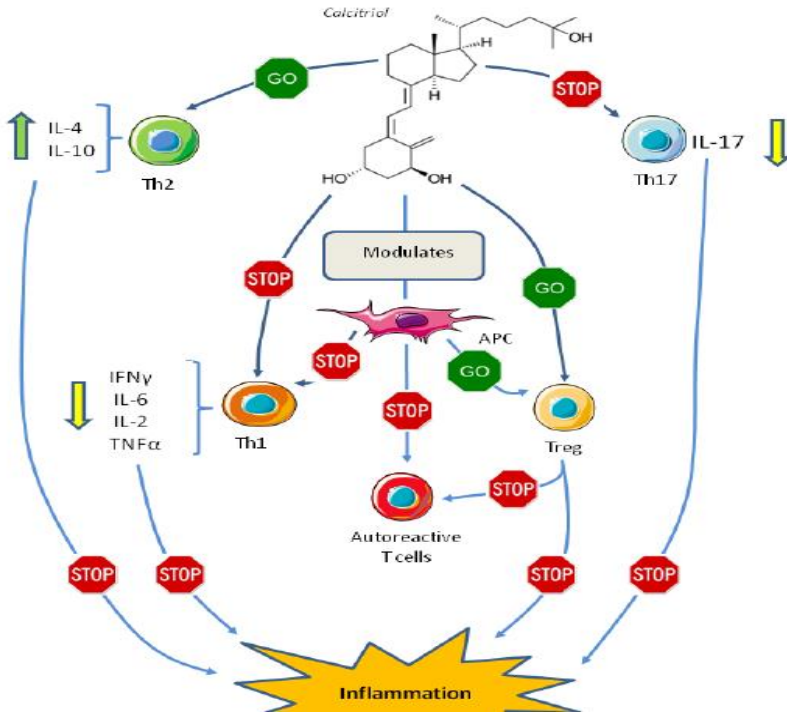 Calcitriol
OH
H
H
GO
STOP
IL-4
IL-10
Th2
IL-17
Th17
HO
OH
Modulates
STOP
GO
APC
STOP
GO
STOP
IFNγ
IL-6
IL-2
TNFα
Th1
Treg
STOP
Autoreactive
T cells
STOP
STOP
STOP
STOP
Inflammation